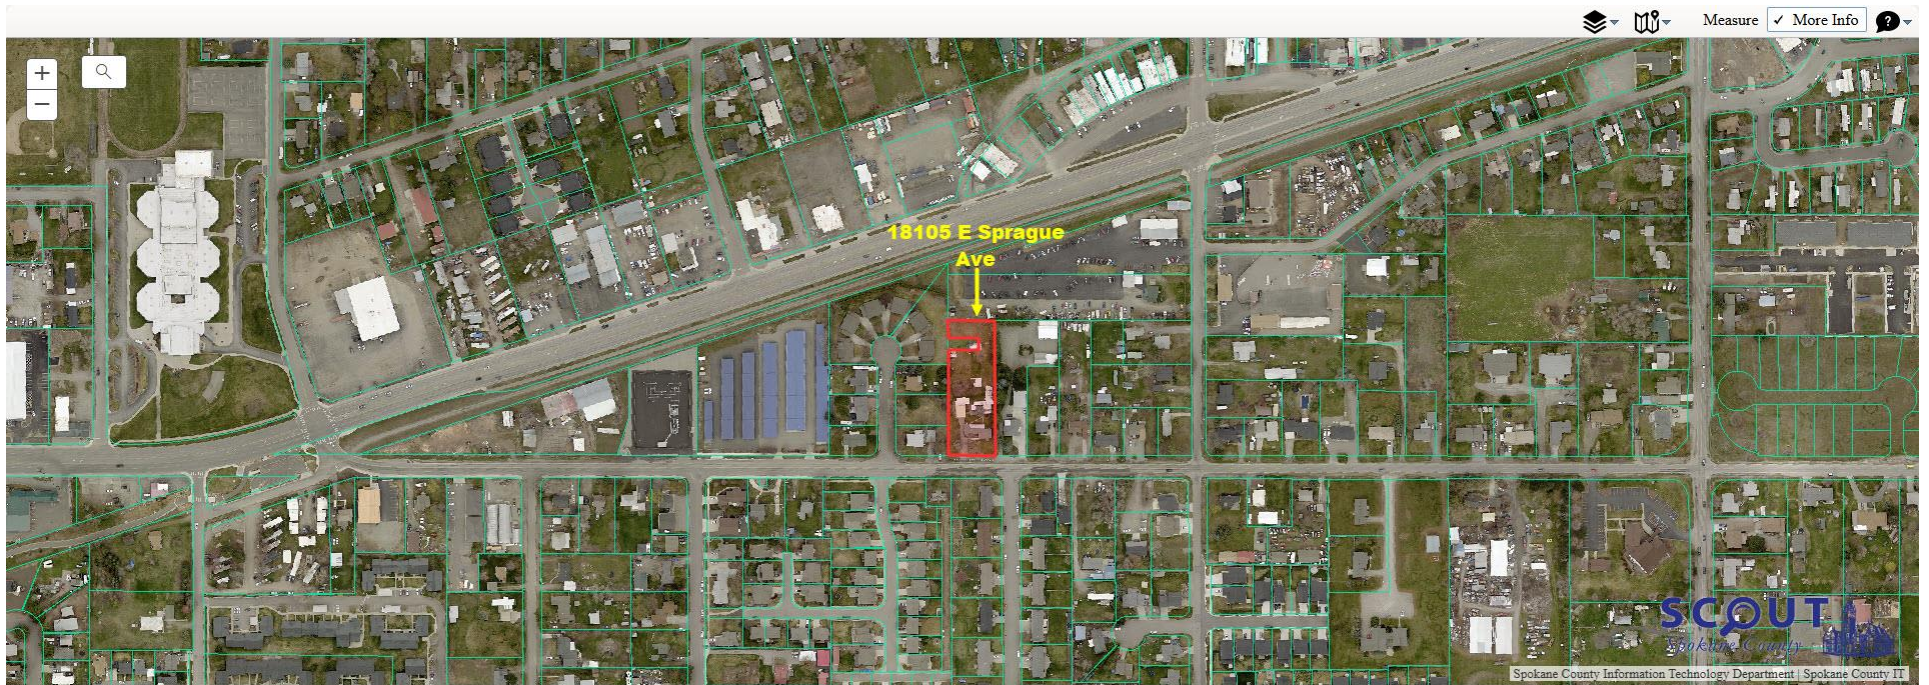 Measure
✓ More Info
?
+
−
18105 E Sprague
Ave
SCOUT
Spokane County
Spokane County Information Technology Department | Spokane County IT